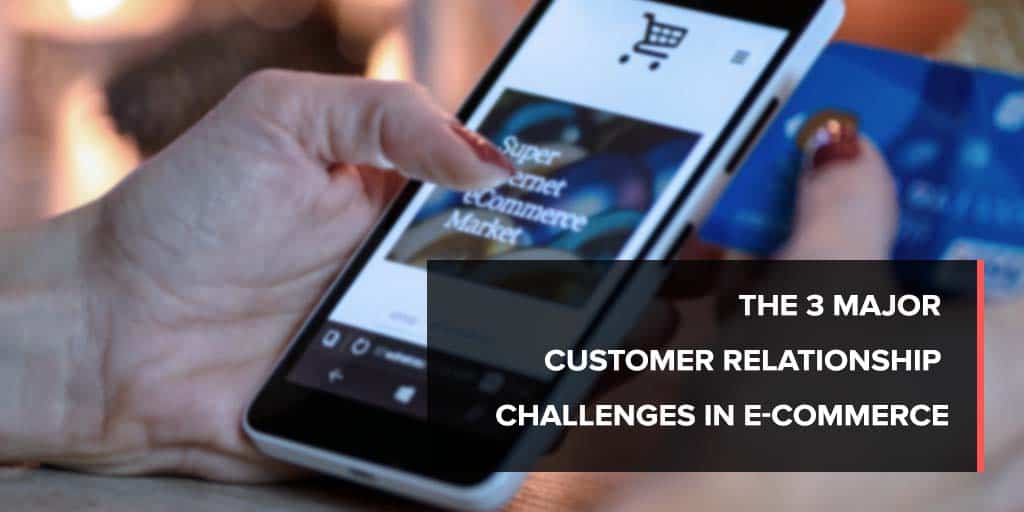 Super
eCommerce
Market
THE 3 MAJOR
CUSTOMER RELATIONSHIP
CHALLENGES IN E-COMMERCE